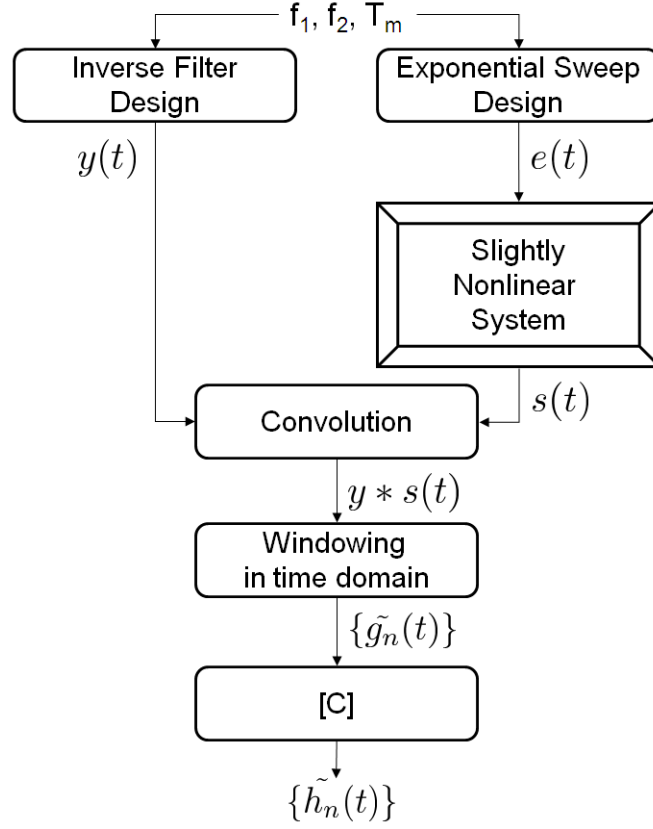 f₁, f₂, Tₘ
Inverse Filter
Design
Exponential Sweep
Design
y(t)
e(t)
Slightly
Nonlinear
System
s(t)
Convolution
y ∗ s(t)
Windowing
in time domain
{g̃ₙ(t)}
[C]
{h̃ₙ(t)}